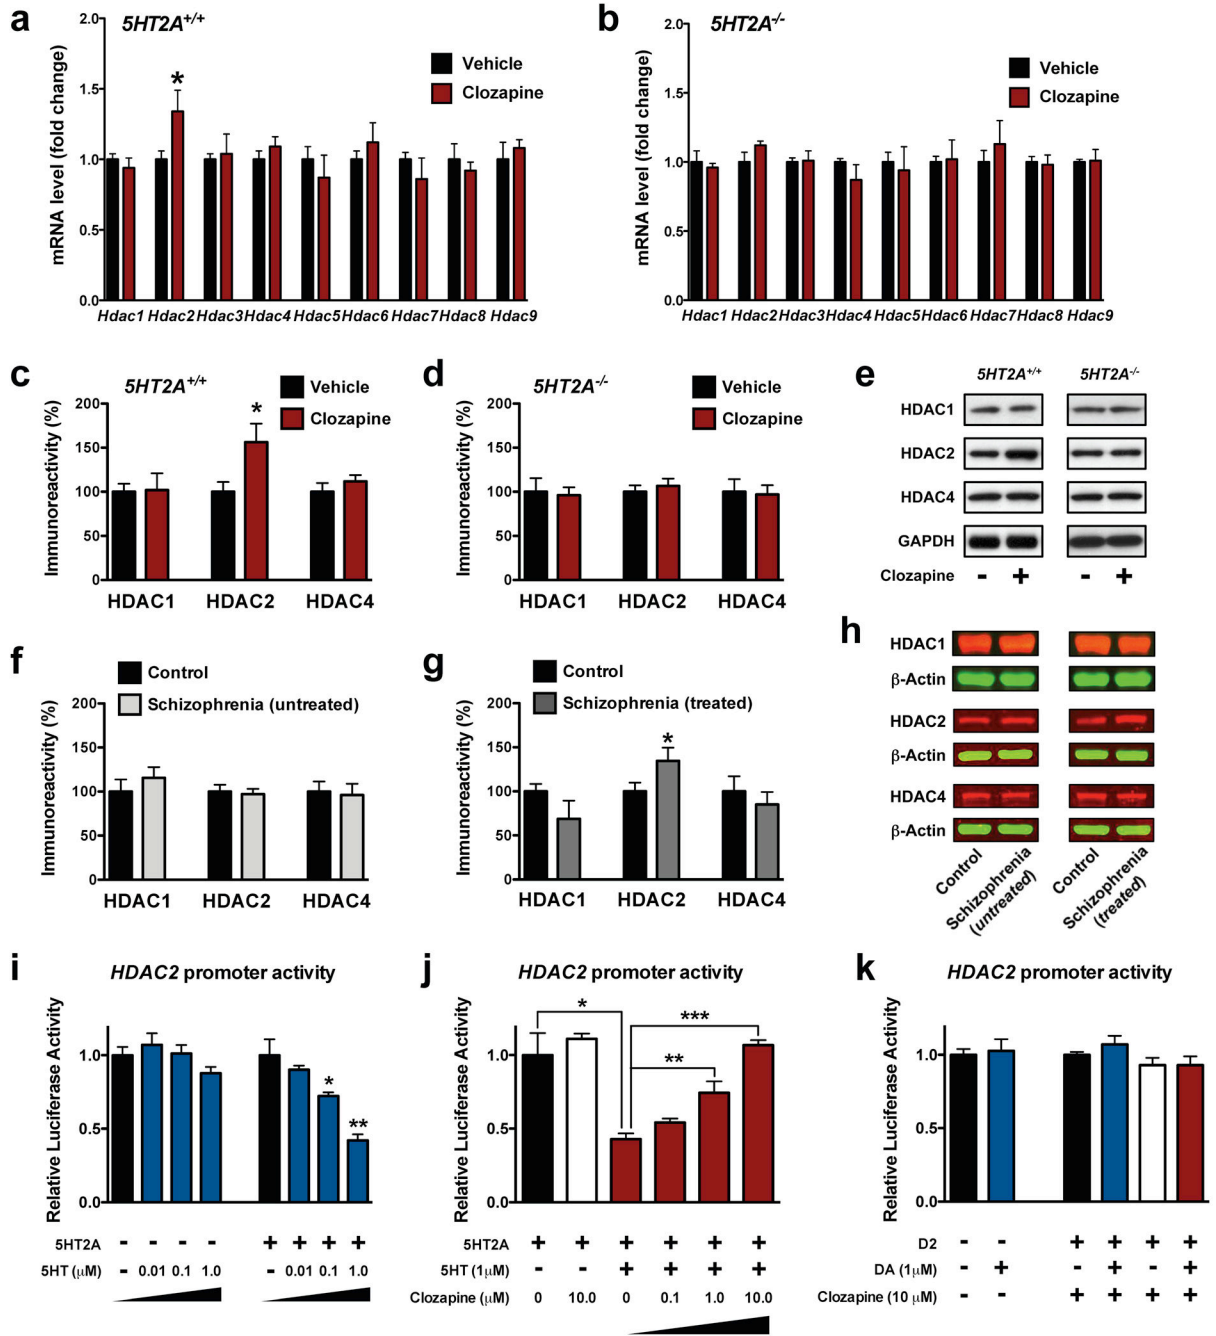 a
5HT2A+/+
2.0
1.5
1.0
0.5
0.0
mRNA level (fold change)
*
Vehicle
Clozapine
Hdac1 Hdac2 Hdac3 Hdac4 Hdac5 Hdac6 Hdac7 Hdac8 Hdac9
b
5HT2A-/-
2.0
1.5
1.0
0.5
0.0
mRNA level (fold change)
Vehicle
Clozapine
Hdac1 Hdac2 Hdac3 Hdac4 Hdac5 Hdac6 Hdac7 Hdac8 Hdac9
c
5HT2A+/+
Vehicle
Clozapine
200
150
100
50
0
Immunoreactivity (%)
*
HDAC1 HDAC2 HDAC4
d
5HT2A-/-
Vehicle
Clozapine
200
150
100
50
0
Immunoreactivity (%)
HDAC1 HDAC2 HDAC4
e
5HT2A+/+ 5HT2A-/-
HDAC1
HDAC2
HDAC4
GAPDH
Clozapine - + - +
f
Control
Schizophrenia (untreated)
200
150
100
50
0
Immunoreactivity (%)
HDAC1 HDAC2 HDAC4
g
Control
Schizophrenia (treated)
200
150
100
50
0
Immunoreactivity (%)
*
HDAC1 HDAC2 HDAC4
h
HDAC1
β-Actin
HDAC2
β-Actin
HDAC4
β-Actin
Control
Schizophrenia
(untreated)
Control
Schizophrenia
(treated)
i
HDAC2 promoter activity
Relative Luciferase Activity
1.0
0.5
0.0
*
**
5HT2A - - - - + + + +
5HT (μM) - 0.01 0.1 1.0 - 0.01 0.1 1.0
j
HDAC2 promoter activity
Relative Luciferase Activity
1.0
0.5
0.0
*
***
**
5HT2A + + + + + +
5HT (1μM) - - + + + +
Clozapine (μM) 0 10.0 0 0.1 1.0 10.0
k
HDAC2 promoter activity
Relative Luciferase Activity
1.0
0.5
0.0
D2 - - + + + +
DA (1μM) - + - + - +
Clozapine (10 μM) - - + + + +